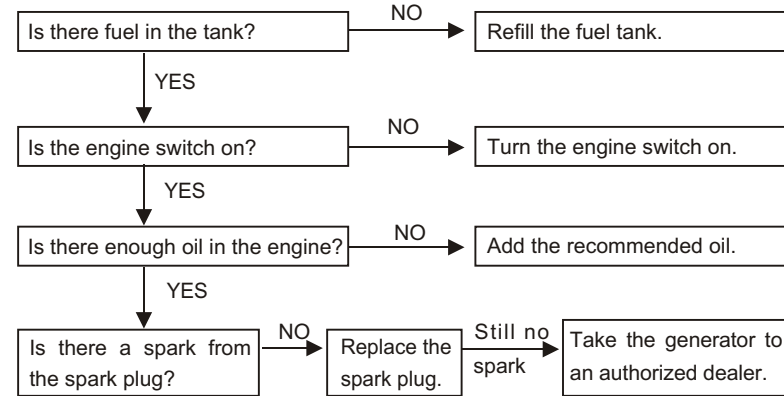 Is there fuel in the tank?
NO
Refill the fuel tank.
YES
Is the engine switch on?
NO
Turn the engine switch on.
YES
Is there enough oil in the engine?
NO
Add the recommended oil.
YES
Is there a spark from
the spark plug?
NO
Replace the
spark plug.
Still no
spark
Take the generator to
an authorized dealer.